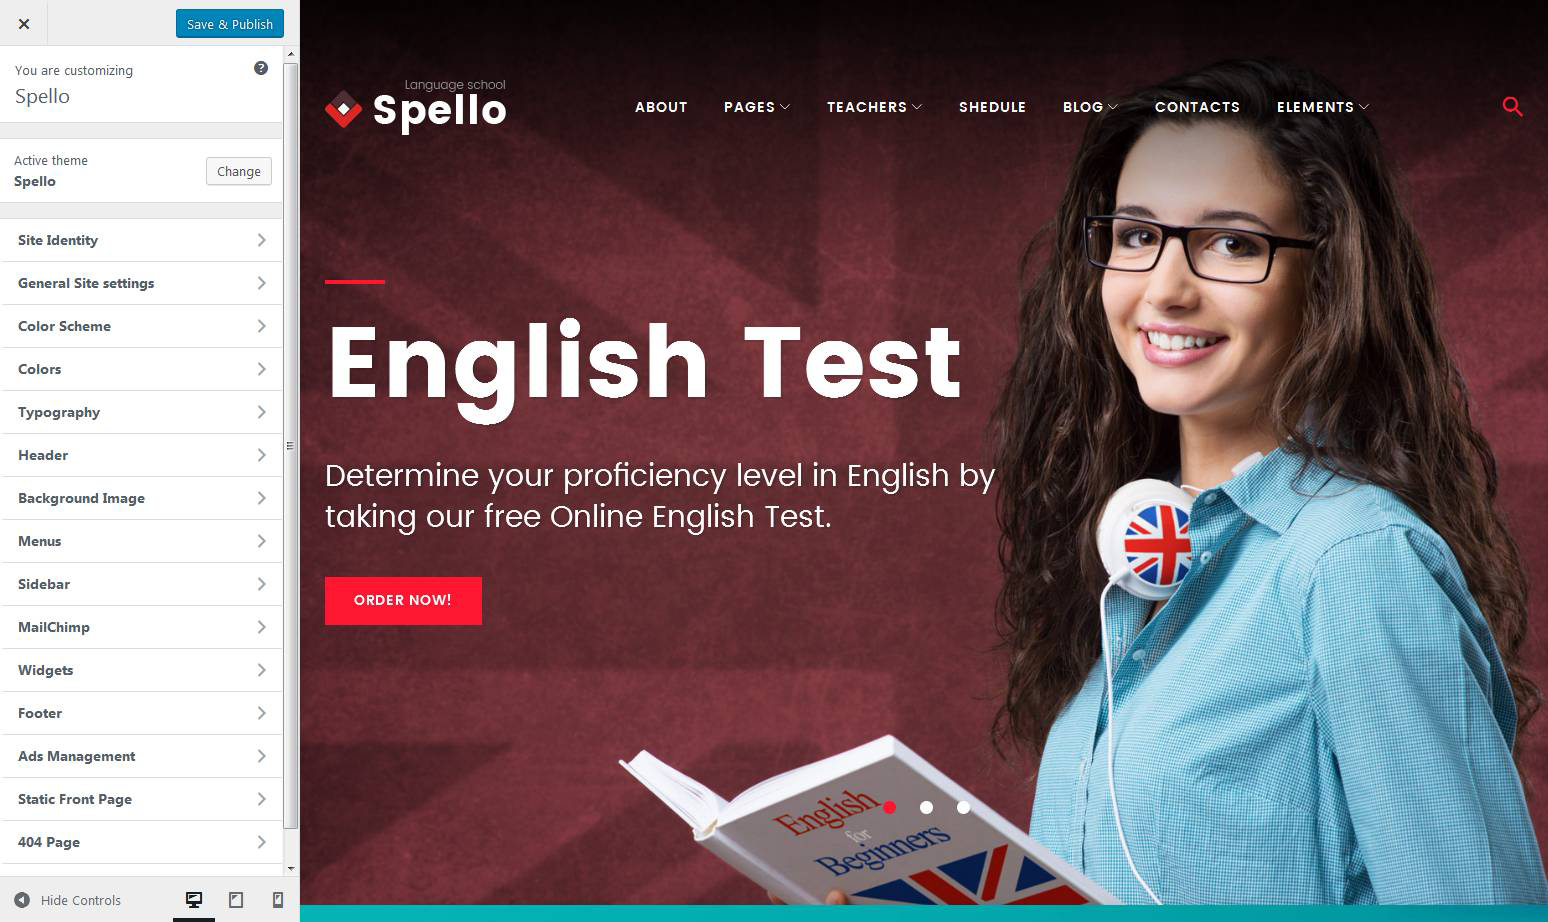 Save & Publish
You are customizing
Spello
Active theme
Spello
Change
Site Identity
General Site settings
Color Scheme
Colors
Typography
Header
Background Image
Menus
Sidebar
MailChimp
Widgets
Footer
Ads Management
Static Front Page
404 Page
Hide Controls
Language school
Spello
ABOUT PAGES TEACHERS SHEDULE BLOG CONTACTS ELEMENTS
English Test
Determine your proficiency level in English by
taking our free Online English Test.
ORDER NOW!
English
for
Beginners